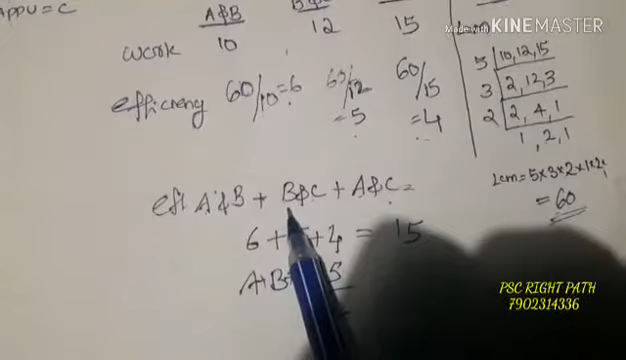 Made with KINEMASTER
APPU = C
A&B B&C
work 10 12 15
efficieng 60/10=6 60/12 =5 60/15 =4
5 10,12,15
3 2,12,3
2 2,4,1
1,2,1
Lcm=5×3×2×1×2×1
=60
effi A&B + B&C + A&C =
6+ +4 = 15
A+B
PSC RIGHT PATH
7902314336